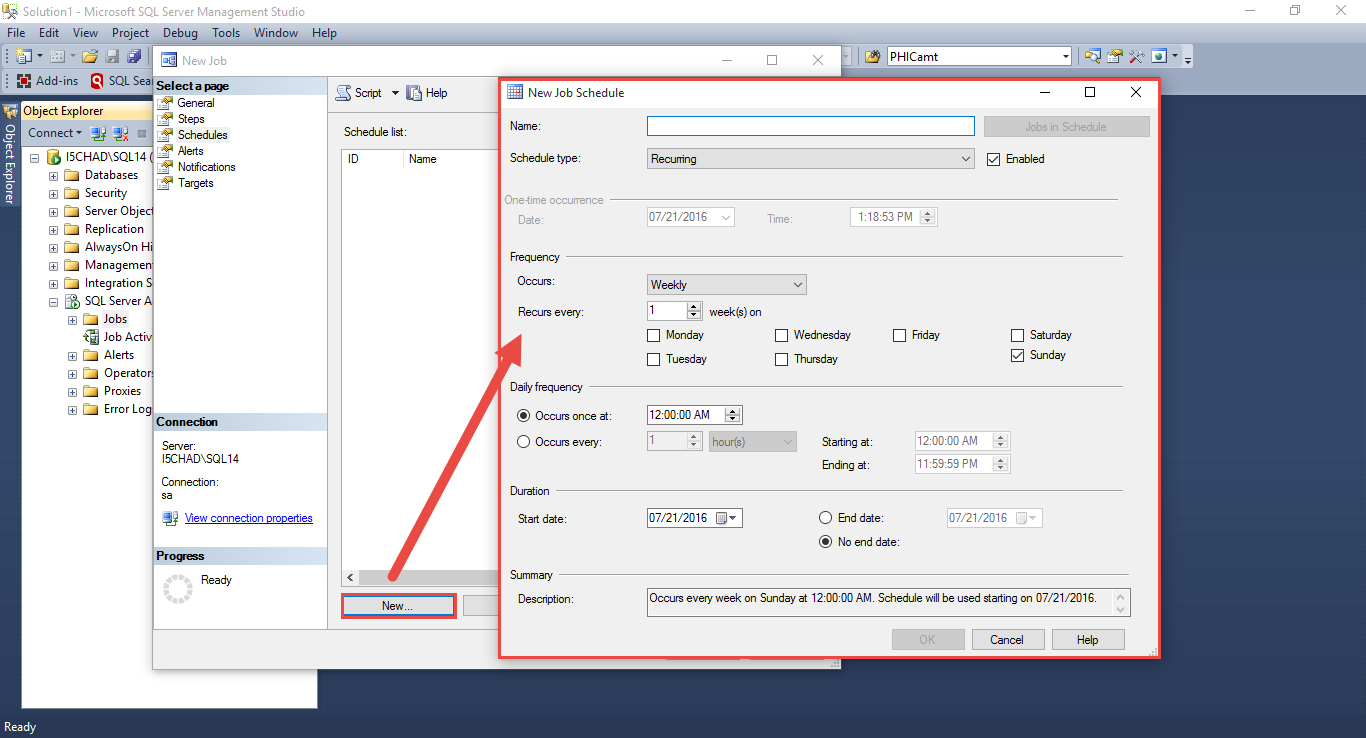 Solution1 - Microsoft SQL Server Management Studio
File Edit View Project Debug Tools Window Help
PHICamt
Add-ins SQL Sea
Object Explorer
Object Explorer
Connect
I5CHAD\SQL14 (
Databases
Security
Server Object
Replication
AlwaysOn Hi
Management
Integration S
SQL Server A
Jobs
Job Activ
Alerts
Operators
Proxies
Error Log
New Job
Select a page
General
Steps
Schedules
Alerts
Notifications
Targets
Connection
Server:
I5CHAD\SQL14
Connection:
sa
View connection properties
Progress
Ready
Script Help
Schedule list:
ID Name
New...
New Job Schedule
Name: Jobs in Schedule
Schedule type: Recurring Enabled
One-time occurrence
Date: 07/21/2016 Time: 1:18:53 PM
Frequency
Occurs: Weekly
Recurs every: 1 week(s) on
Monday Wednesday Friday Saturday
Tuesday Thursday Sunday
Daily frequency
Occurs once at: 12:00:00 AM
Occurs every: 1 hour(s) Starting at: 12:00:00 AM
Ending at: 11:59:59 PM
Duration
Start date: 07/21/2016 End date: 07/21/2016
No end date:
Summary
Description: Occurs every week on Sunday at 12:00:00 AM. Schedule will be used starting on 07/21/2016.
OK Cancel Help
Ready